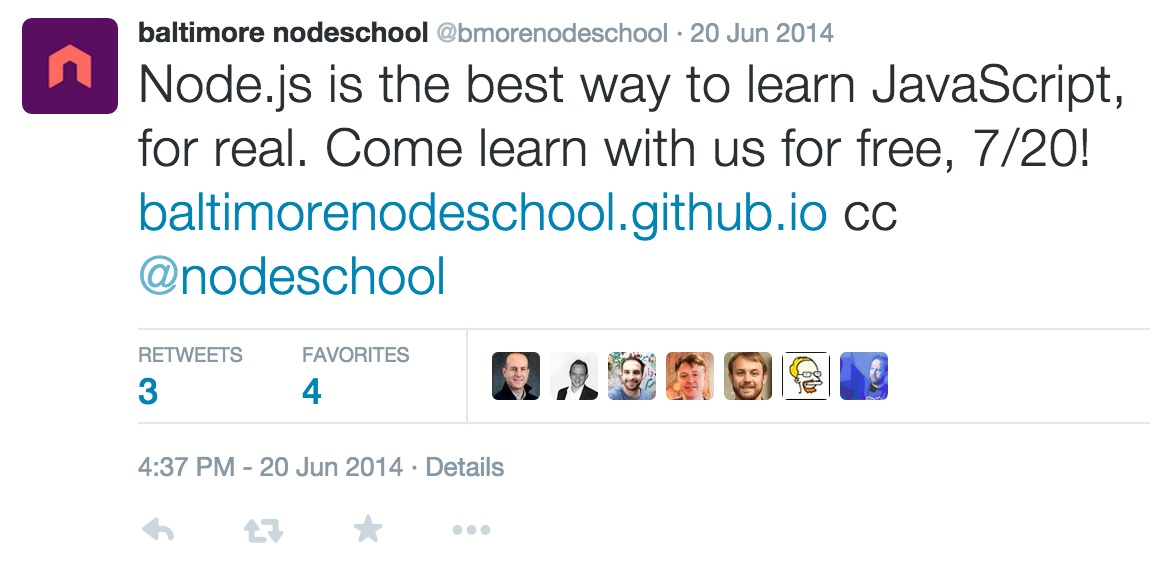 baltimore nodeschool @bmorenodeschool · 20 Jun 2014
Node.js is the best way to learn JavaScript,
for real. Come learn with us for free, 7/20!
baltimorenodeschool.github.io cc
@nodeschool
RETWEETS FAVORITES
3 4
4:37 PM - 20 Jun 2014 · Details